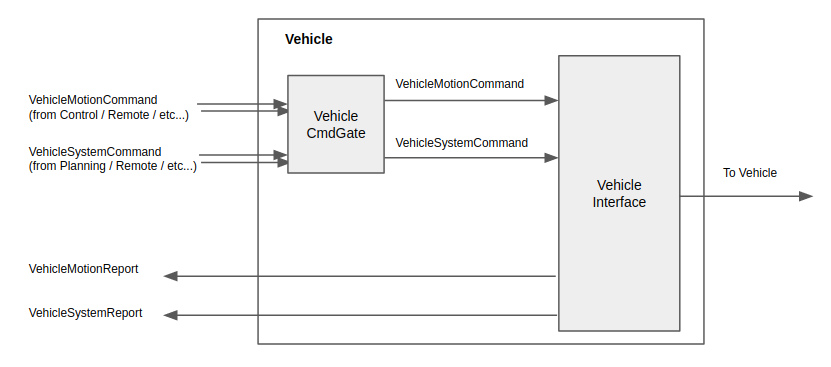 Vehicle
VehicleMotionCommand
(from Control / Remote / etc...)
VehicleSystemCommand
(from Planning / Remote / etc...)
Vehicle
CmdGate
VehicleMotionCommand
VehicleSystemCommand
Vehicle
Interface
To Vehicle
VehicleMotionReport
VehicleSystemReport